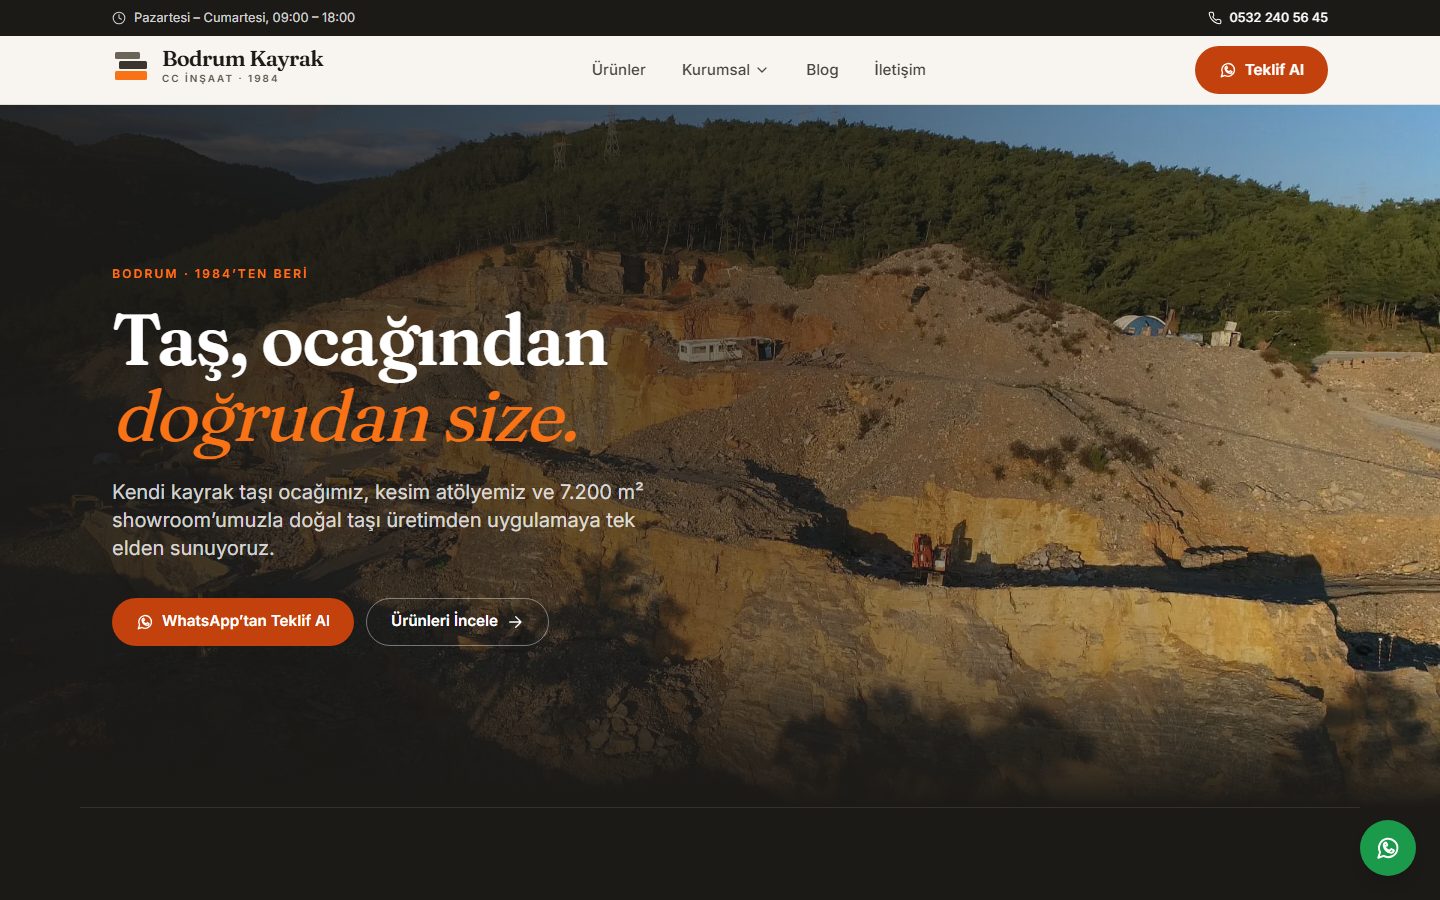 Pazartesi – Cumartesi, 09:00 – 18:00
0532 240 56 45
Bodrum Kayrak
CC İNŞAAT · 1984
Ürünler
Kurumsal
Blog
İletişim
Teklif Al
BODRUM · 1984’TEN BERİ
Taş, ocağından
doğrudan size.
Kendi kayrak taşı ocağımız, kesim atölyemiz ve 7.200 m²
showroom’umuzla doğal taşı üretimden uygulamaya tek
elden sunuyoruz.
WhatsApp’tan Teklif Al
Ürünleri İncele